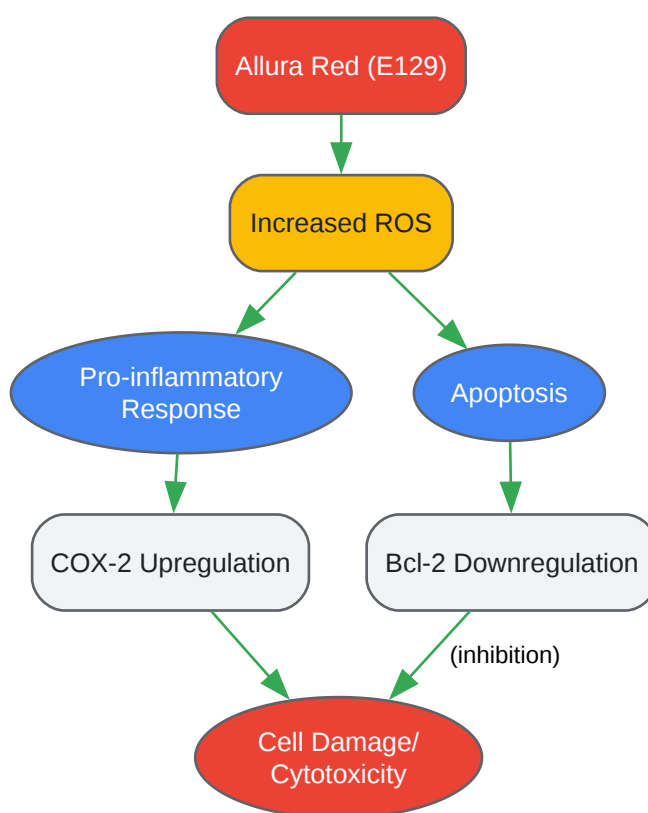 Allura Red (E129)
Increased ROS
Pro-inflammatory
Response
Apoptosis
COX-2 Upregulation
Bcl-2 Downregulation
(inhibition)
Cell Damage/
Cytotoxicity